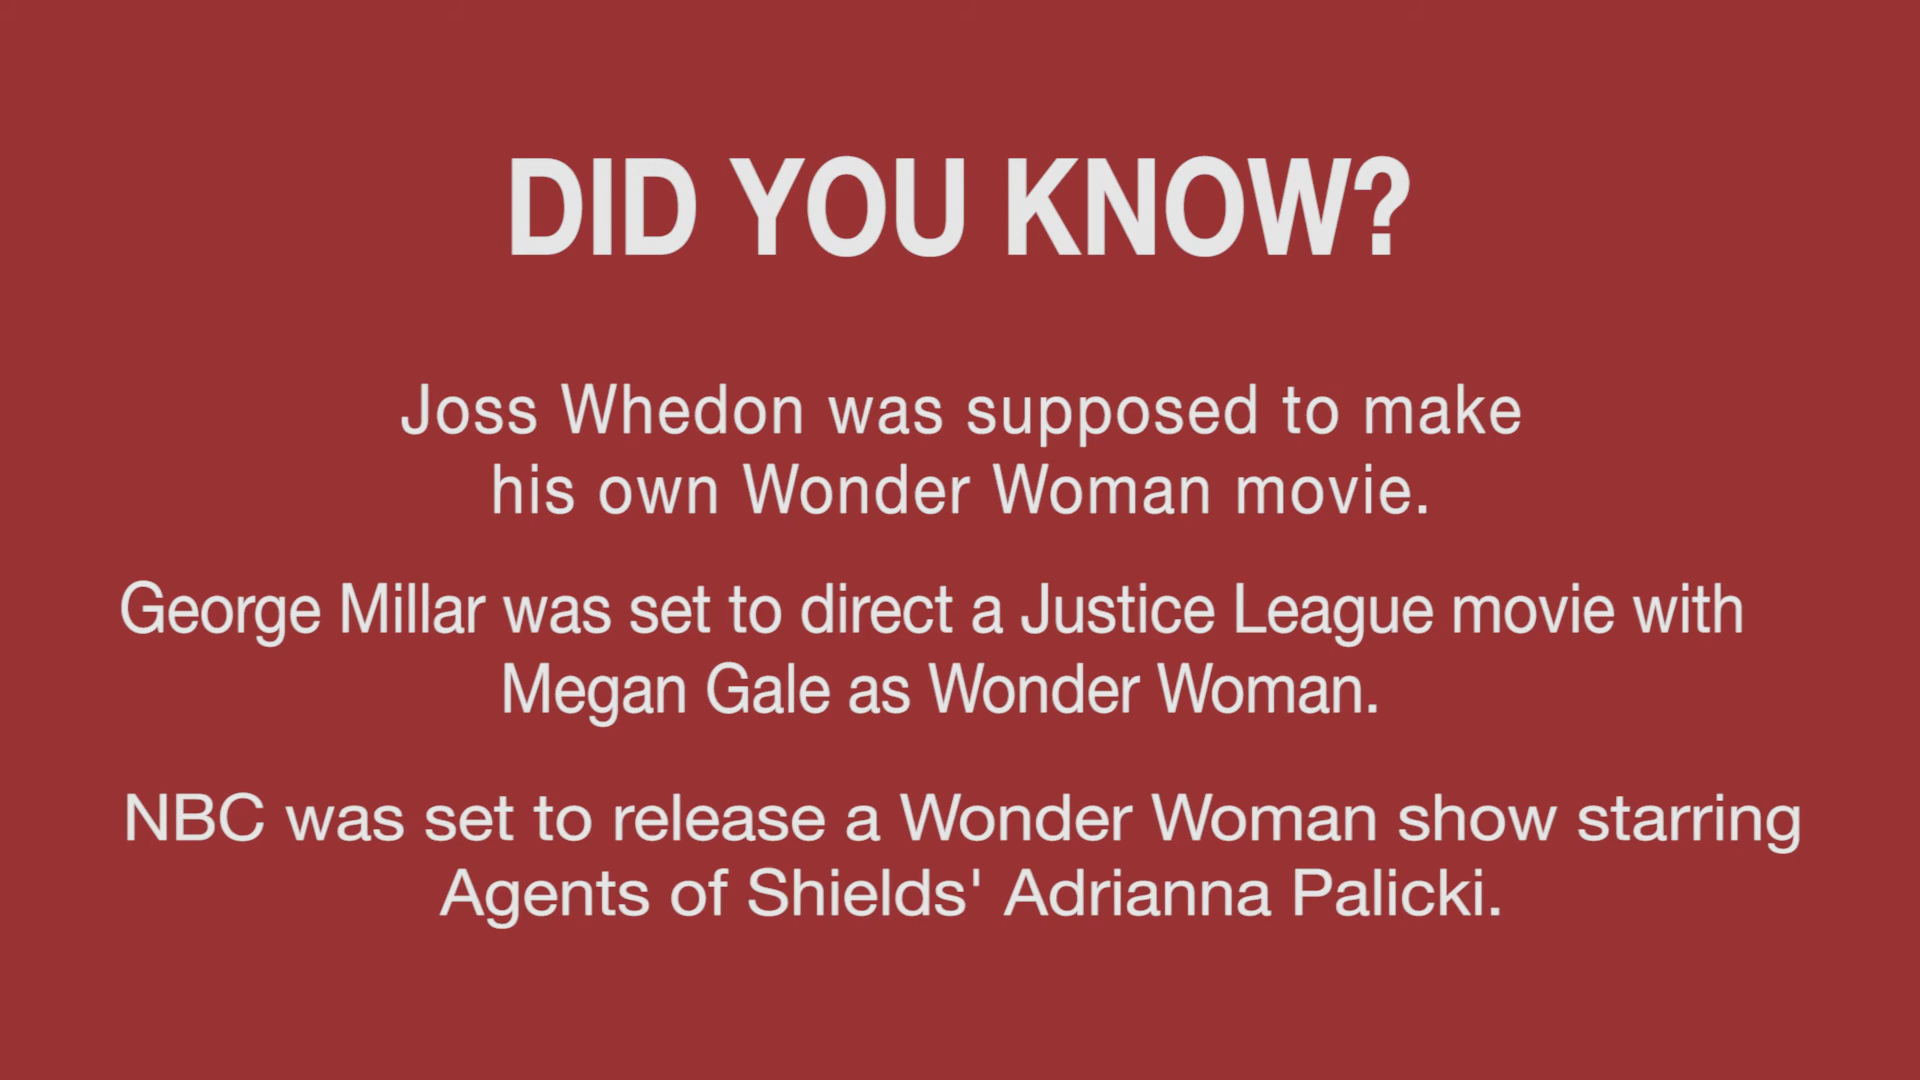 DID YOU KNOW?
Joss Whedon was supposed to make
his own Wonder Woman movie.
George Millar was set to direct a Justice League movie with
Megan Gale as Wonder Woman.
NBC was set to release a Wonder Woman show starring
Agents of Shields' Adrianna Palicki.